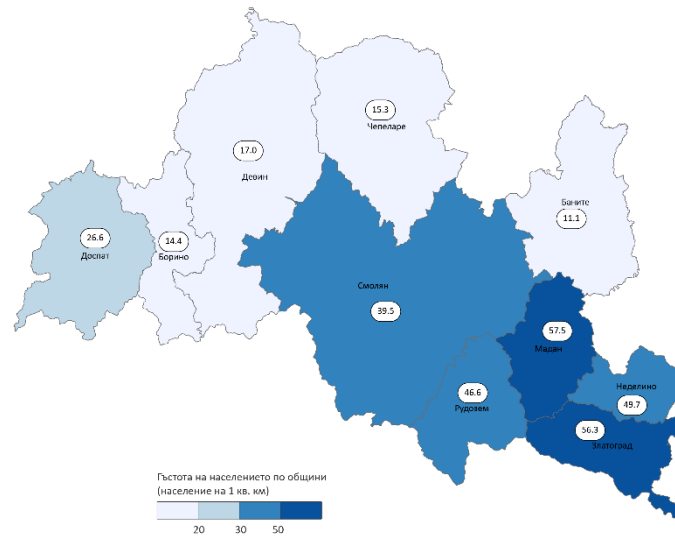 15.3
Чепеларе
17.0
Девин
Баните
11.1
26.6
Доспат
14.4
Борино
Смолян
39.5
57.5
Мадан
Неделино
49.7
46.6
Рудозем
56.3
Златоград
Гъстота на населението по общини
(население на 1 кв. км)
20 30 50